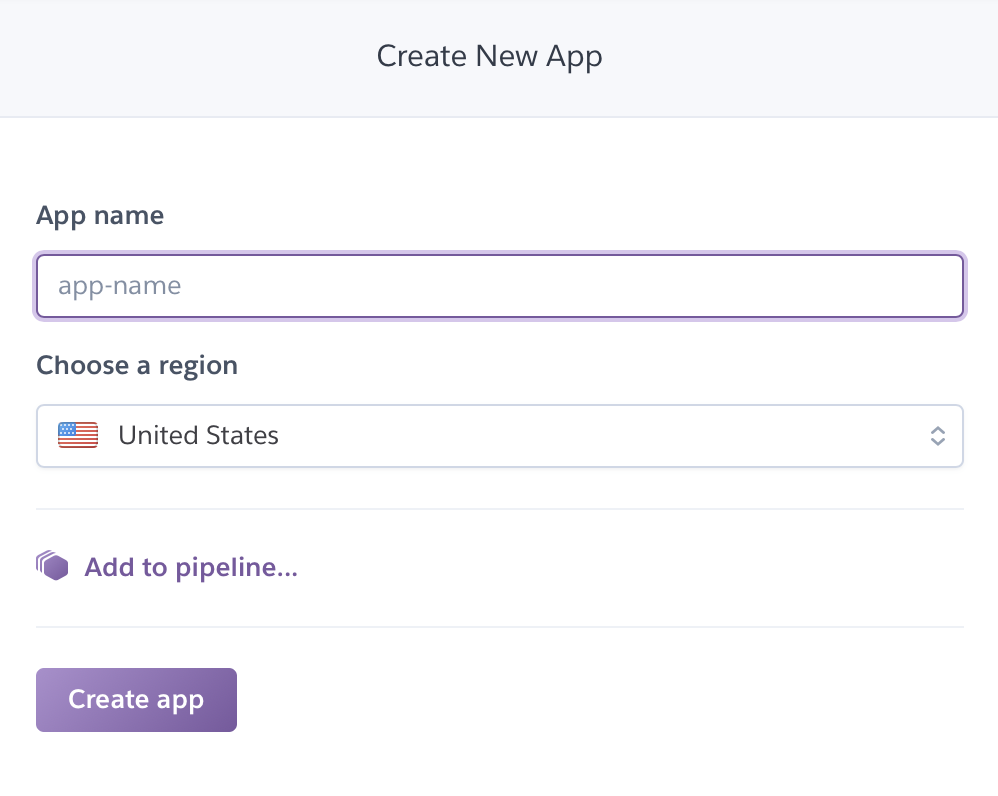 Create New App
App name
app-name
Choose a region
United States
Add to pipeline...
Create app